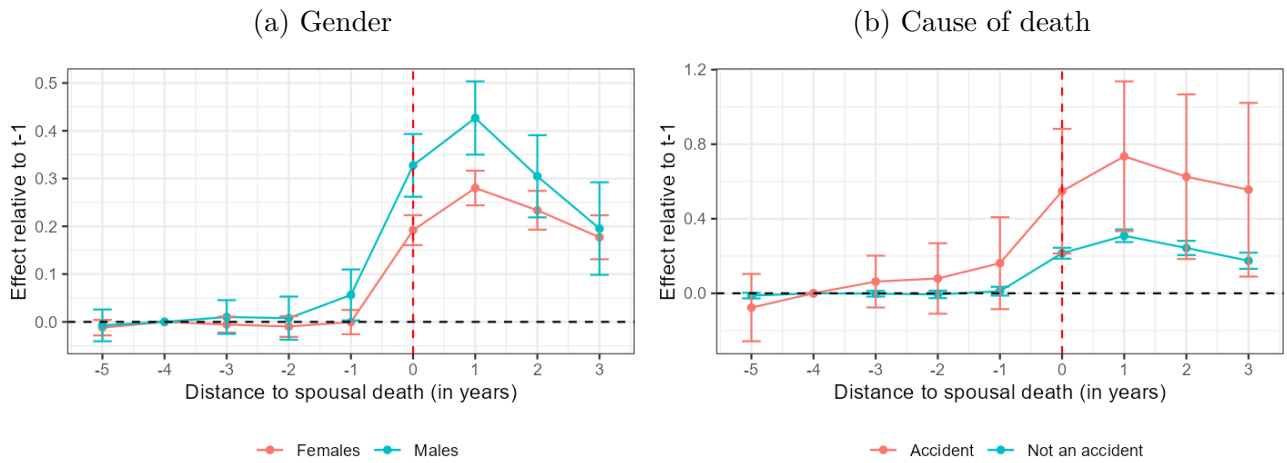 (a) Gender
Effect relative to t-1
0.5
0.4
0.3
0.2
0.1
0.0
-5 -4 -3 -2 -1 0 1 2 3
Distance to spousal death (in years)
Females Males
(b) Cause of death
Effect relative to t-1
1.2
0.8
0.4
0.0
-5 -4 -3 -2 -1 0 1 2 3
Distance to spousal death (in years)
Accident Not an accident